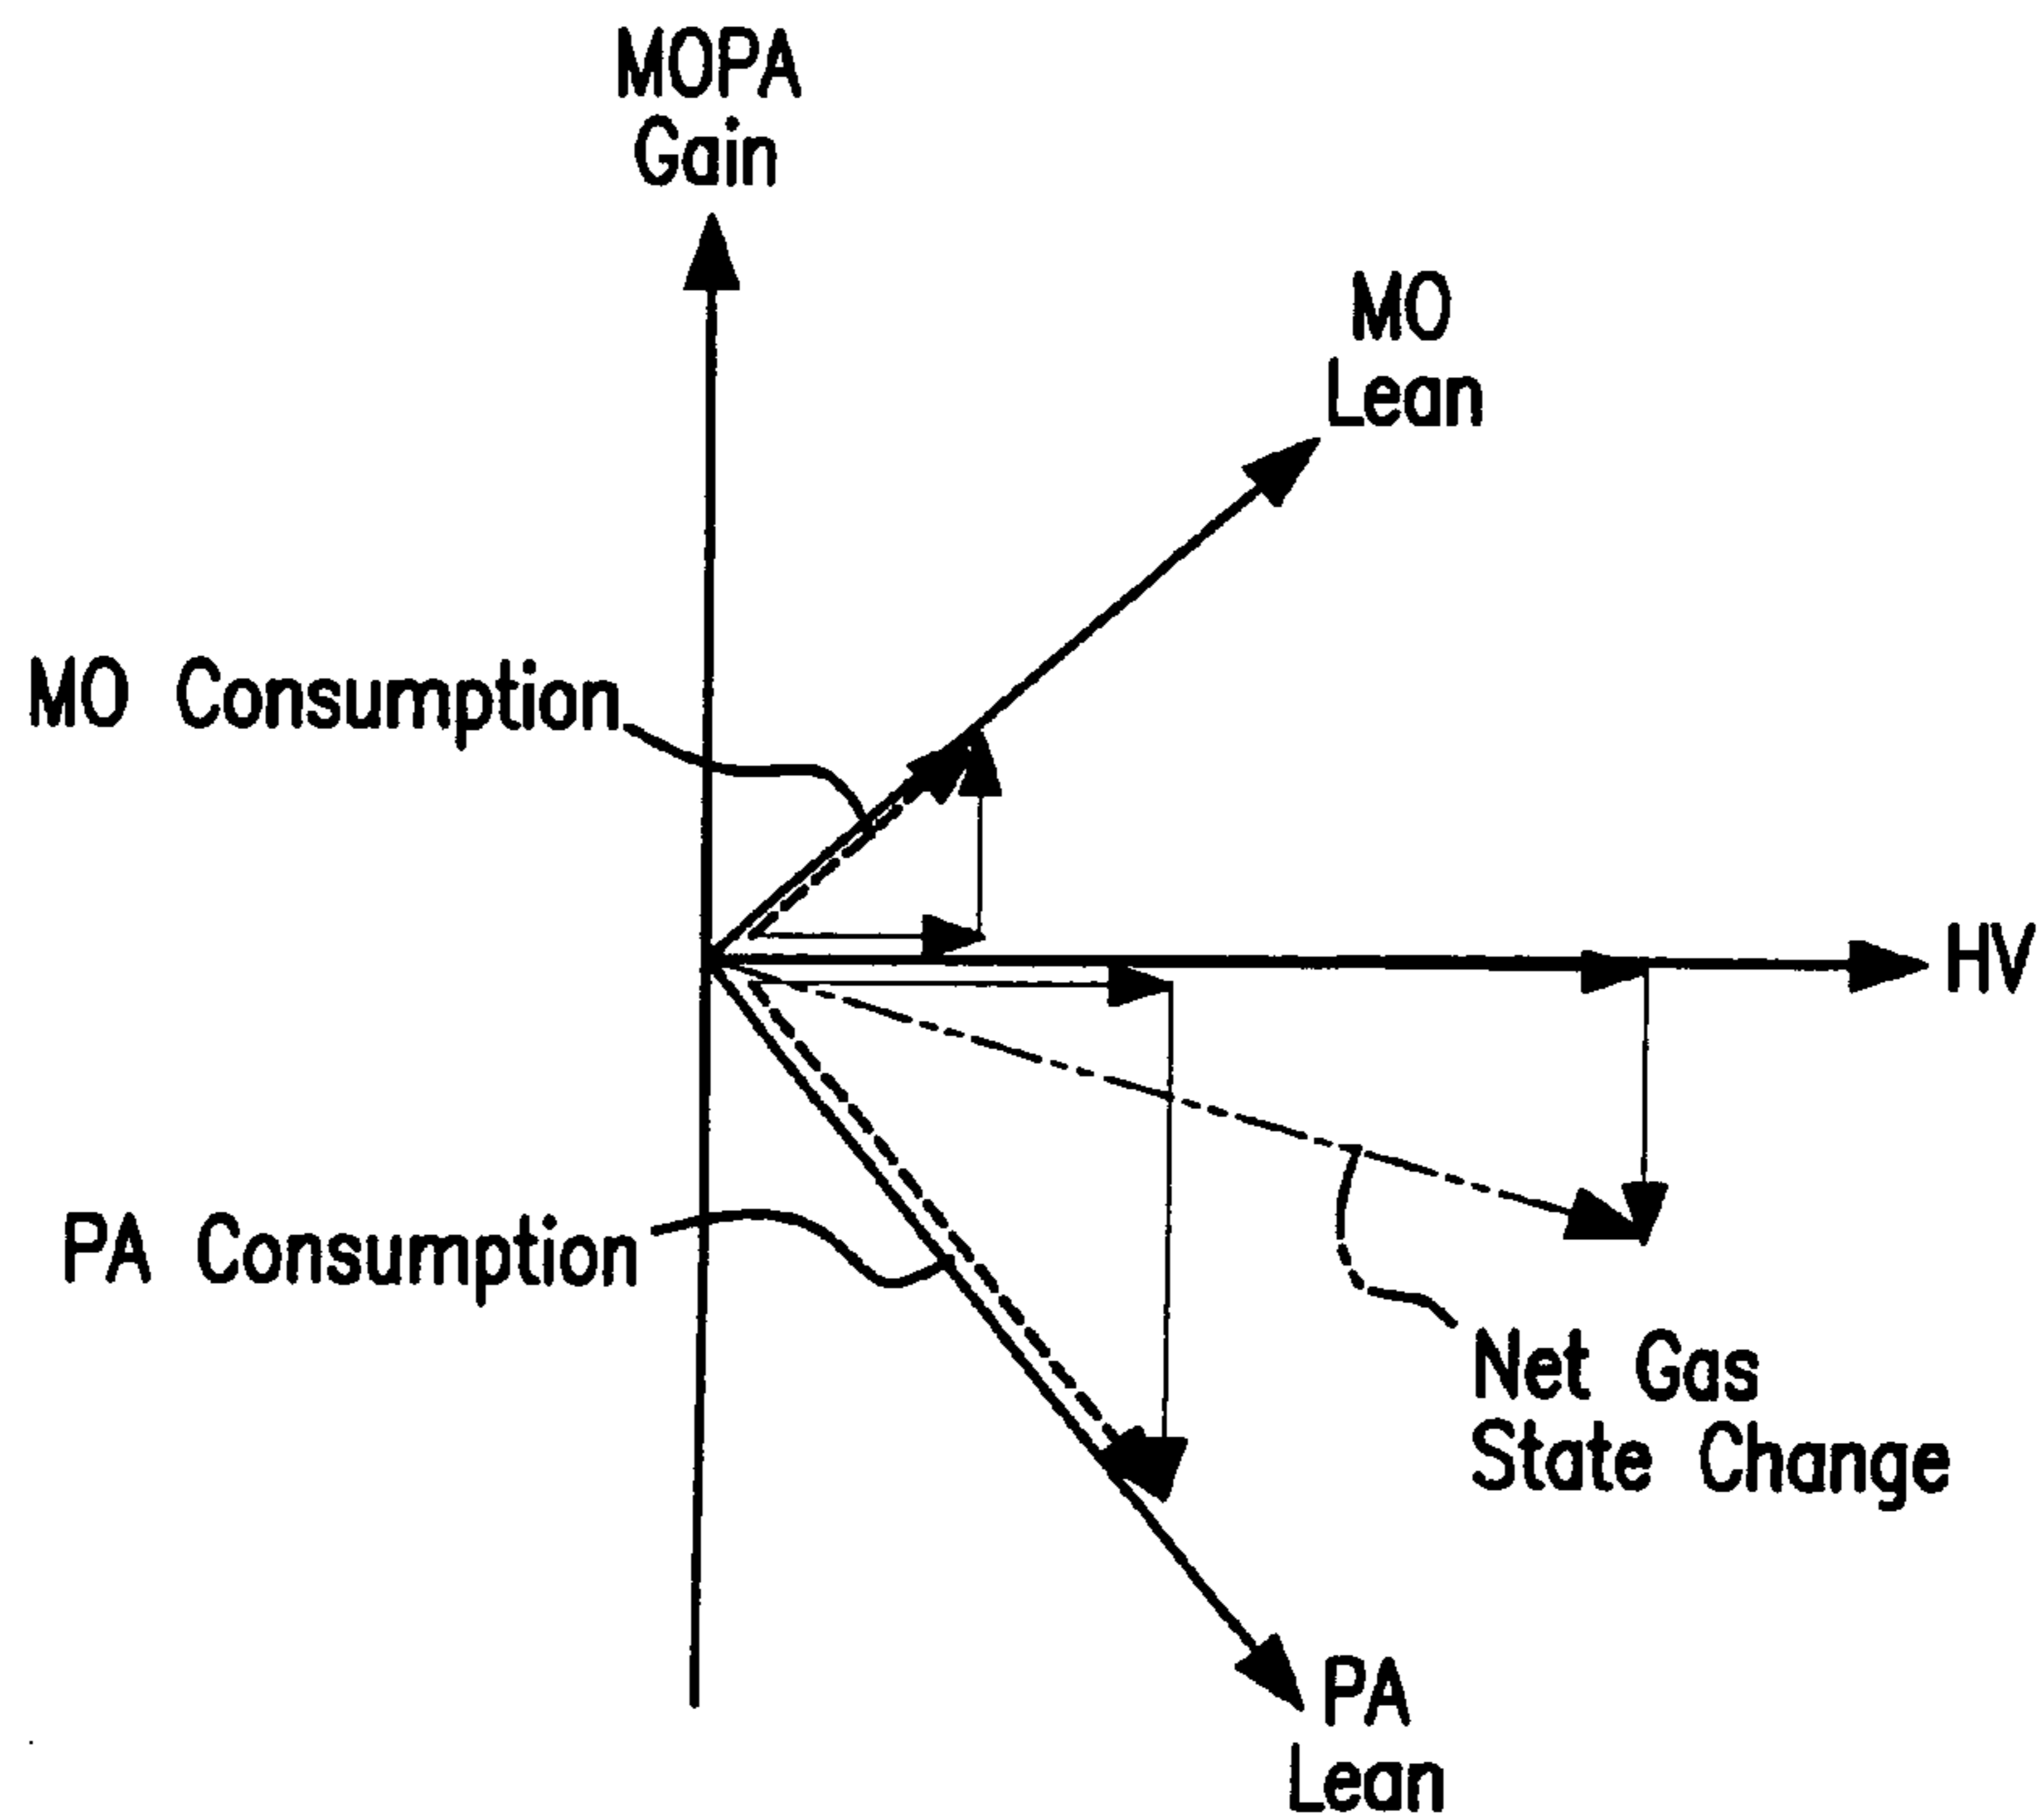 MOPA
Gain
MO
Lean
MO Consumption
HV
PA Consumption
Net Gas
State Change
PA
Lean